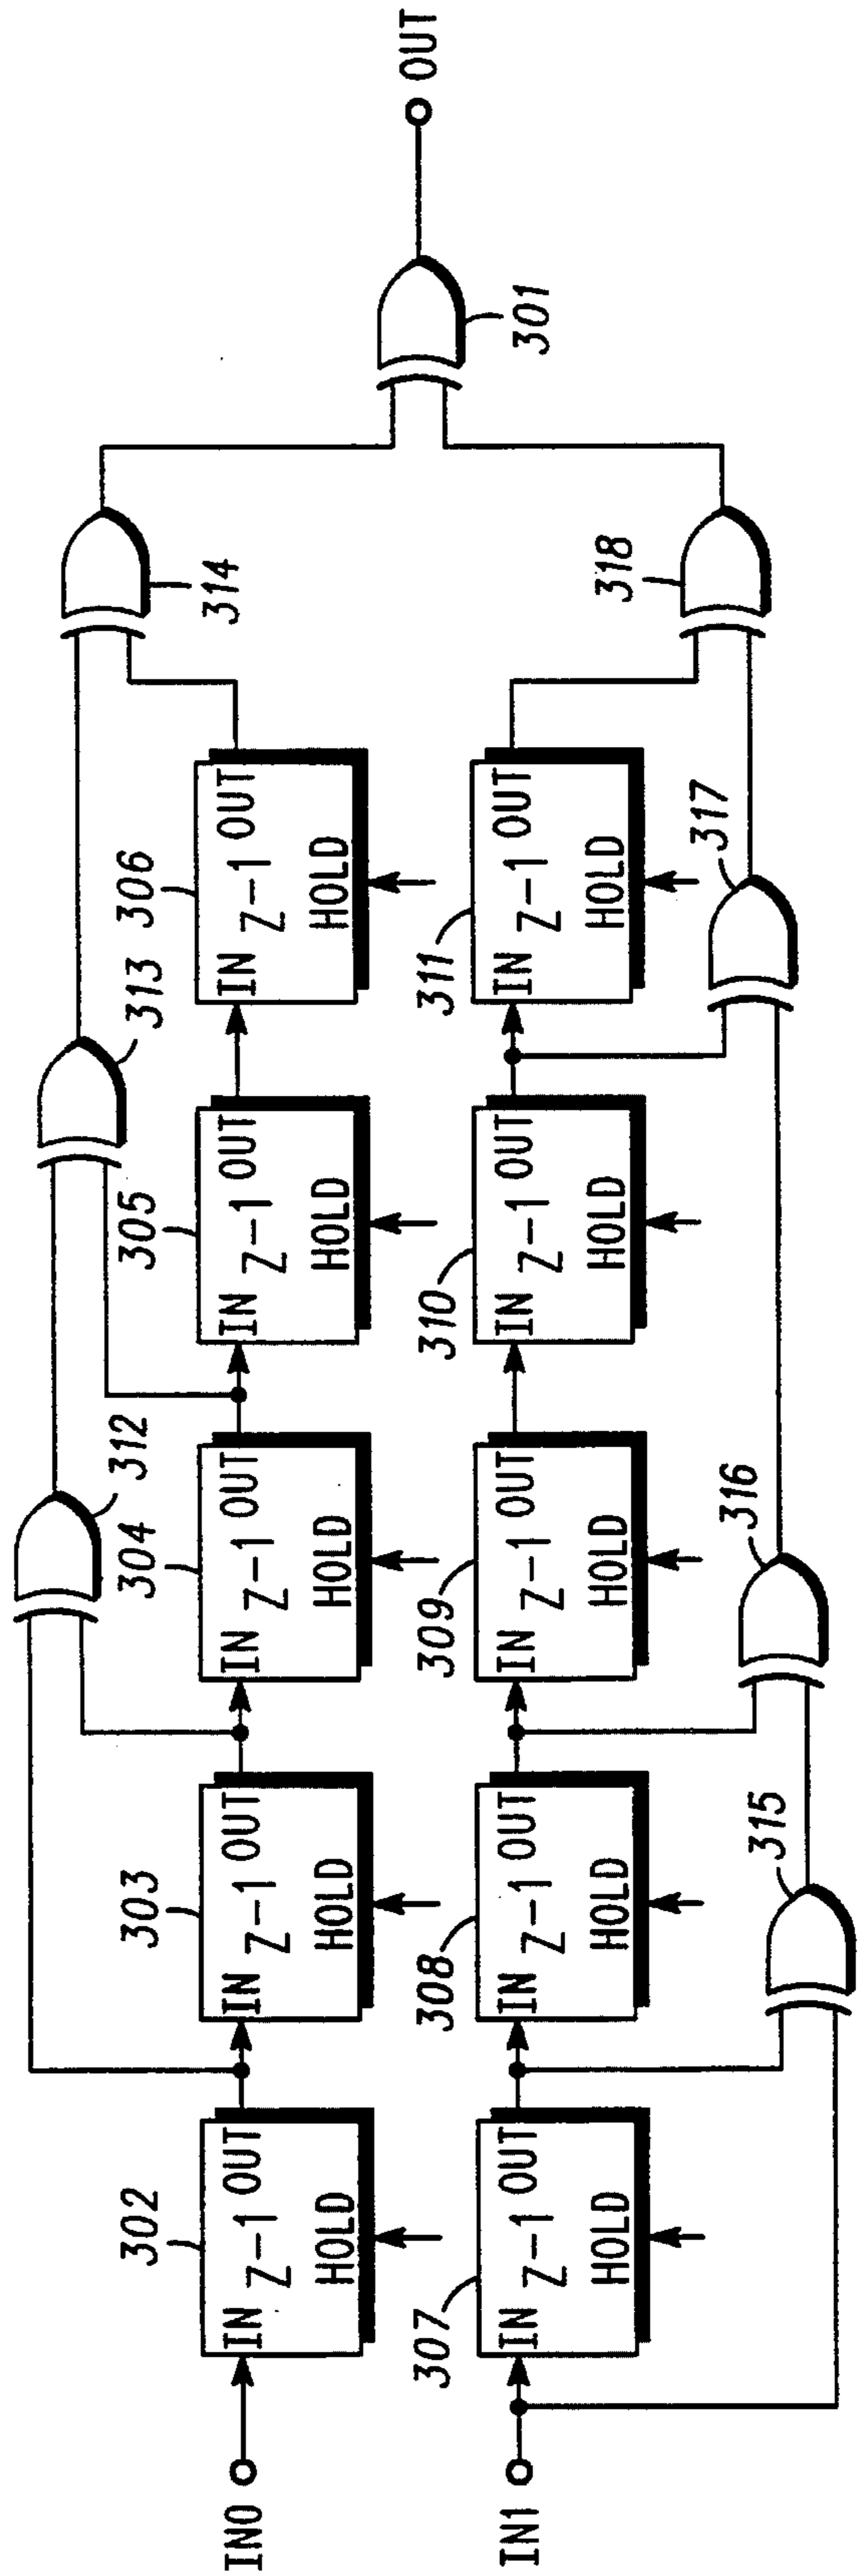 IN0
302
IN Z-1 OUT
HOLD
303
IN Z-1 OUT
HOLD
304
IN Z-1 OUT
HOLD
305
IN Z-1 OUT
HOLD
306
IN Z-1 OUT
HOLD
312
313
314
IN1
307
IN Z-1 OUT
HOLD
308
IN Z-1 OUT
HOLD
309
IN Z-1 OUT
HOLD
310
IN Z-1 OUT
HOLD
311
IN Z-1 OUT
HOLD
315
316
317
318
301
OUT